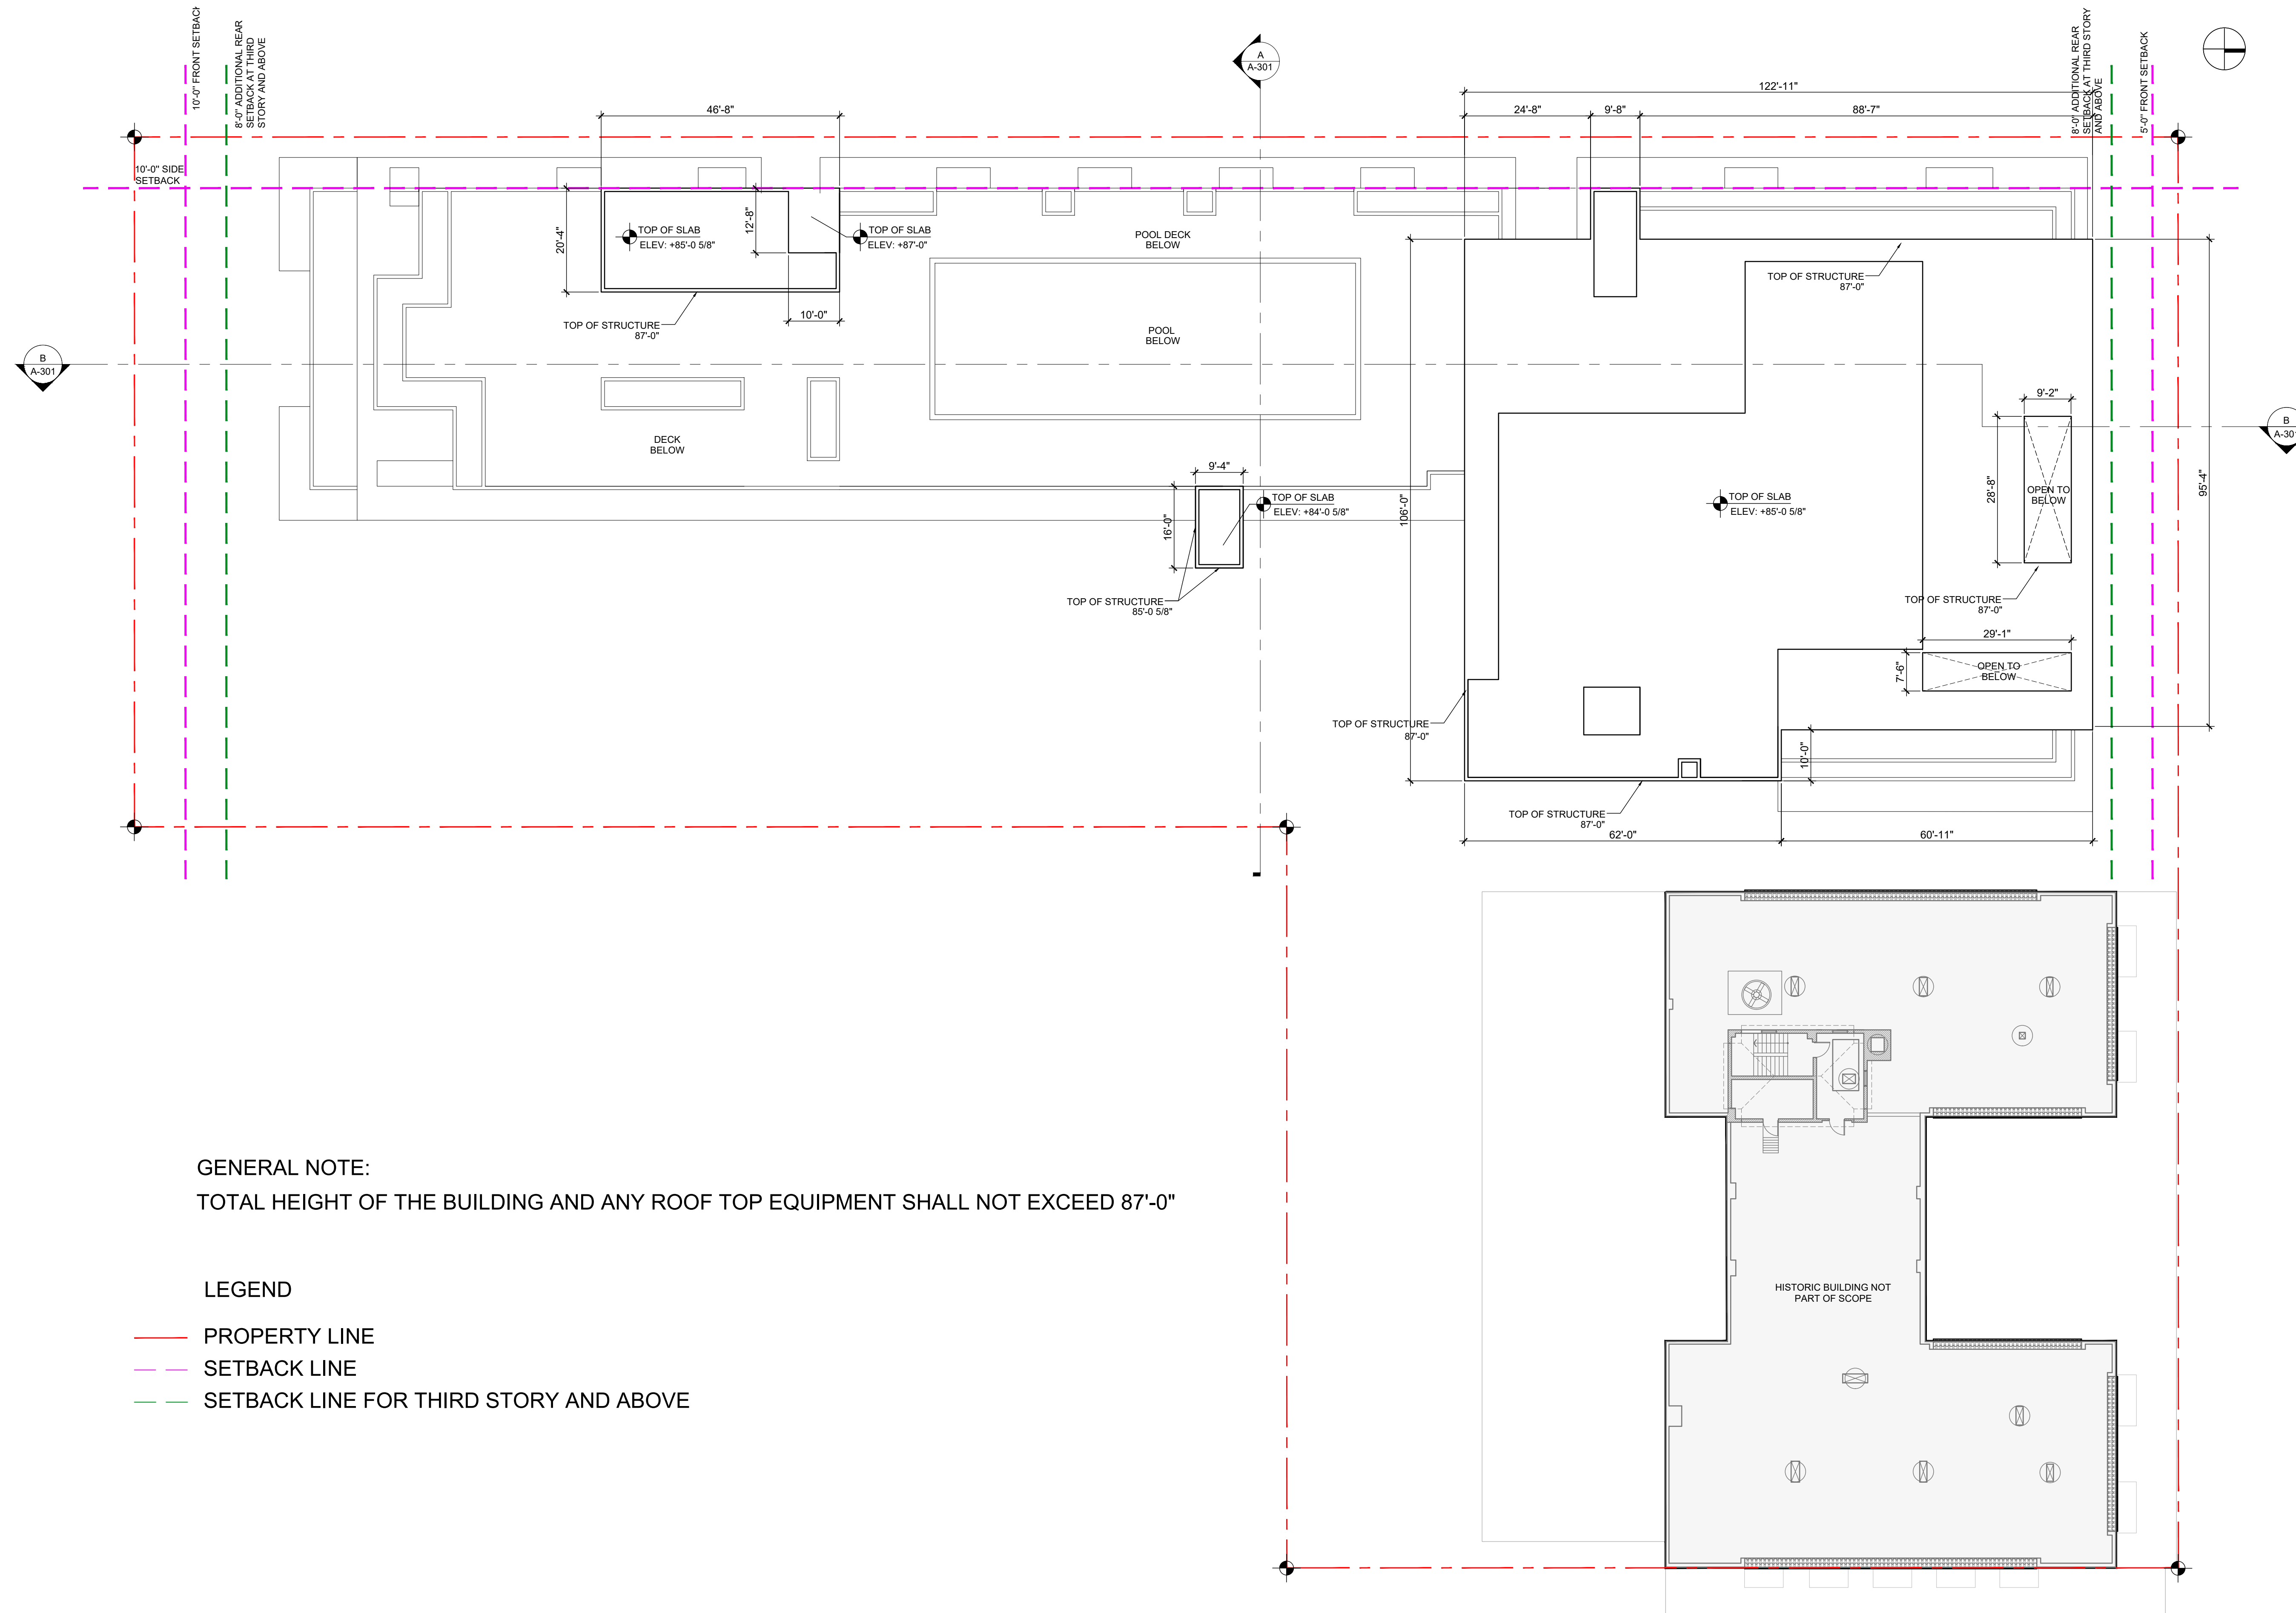 10'-0" FRONT SETBACK
8'-0" ADDITIONAL REAR
SETBACK AT THIRD
STORY AND ABOVE
A
A-301
8'-0" ADDITIONAL REAR
SETBACK AT THIRD STORY
AND ABOVE
5'-0" FRONT SETBACK
122'-11"
46'-8"
24'-8"
9'-8"
88'-7"
10'-0" SIDE
SETBACK
20'-4"
12'-8"
TOP OF SLAB
ELEV: +85'-0 5/8"
TOP OF SLAB
ELEV: +87'-0"
POOL DECK
BELOW
TOP OF STRUCTURE
87'-0"
10'-0"
TOP OF STRUCTURE
87'-0"
POOL
BELOW
B
A-301
9'-2"
B
A-301
DECK
BELOW
9'-4"
16'-0"
TOP OF SLAB
ELEV: +84'-0 5/8"
106'-0"
TOP OF SLAB
ELEV: +85'-0 5/8"
28'-8"
OPEN TO
BELOW
95'-4"
TOP OF STRUCTURE
85'-0 5/8"
TOP OF STRUCTURE
87'-0"
29'-1"
7'-6"
OPEN TO
BELOW
TOP OF STRUCTURE
87'-0"
10'-0"
TOP OF STRUCTURE
87'-0"
62'-0"
60'-11"
GENERAL NOTE:
TOTAL HEIGHT OF THE BUILDING AND ANY ROOF TOP EQUIPMENT SHALL NOT EXCEED 87'-0"
HISTORIC BUILDING NOT
PART OF SCOPE
LEGEND
PROPERTY LINE
SETBACK LINE
SETBACK LINE FOR THIRD STORY AND ABOVE